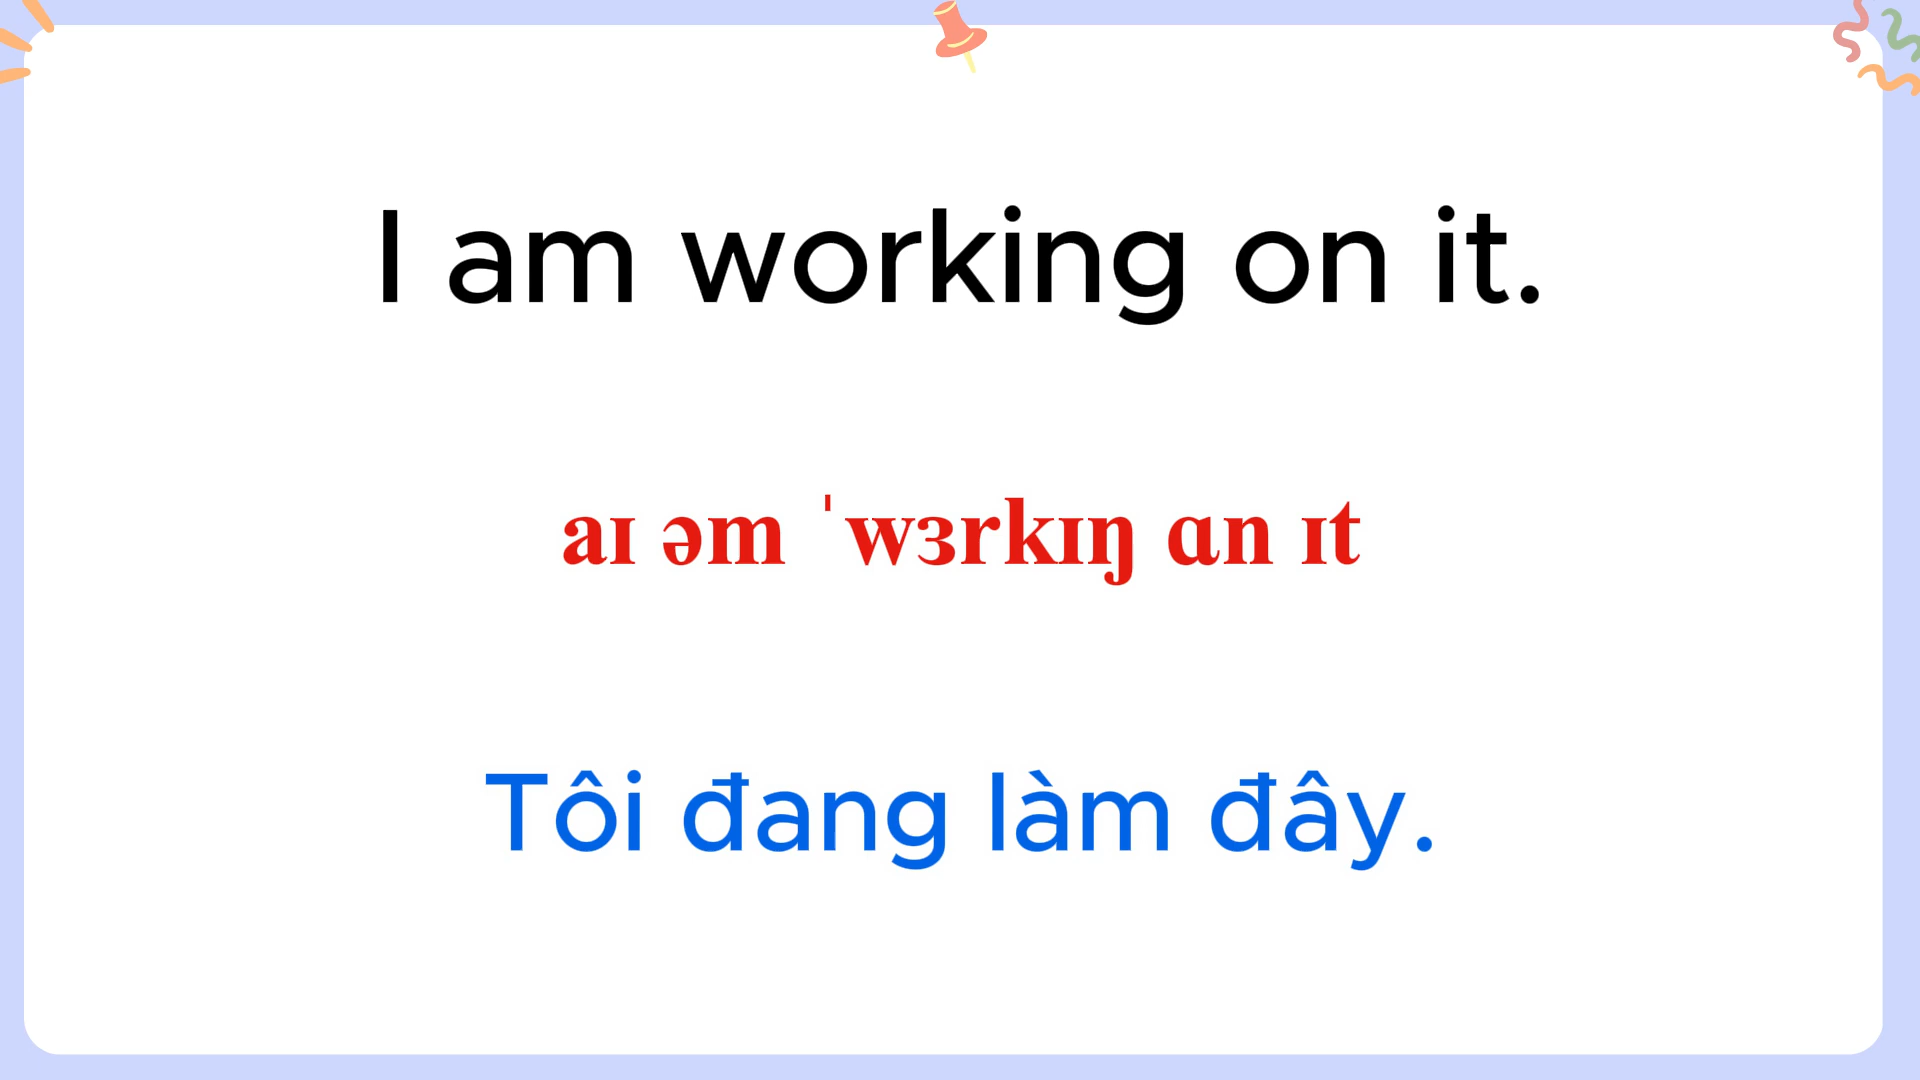 I am working on it.
aɪ əm ˈwɜrkɪŋ ɑn ɪt
Tôi đang làm đây.